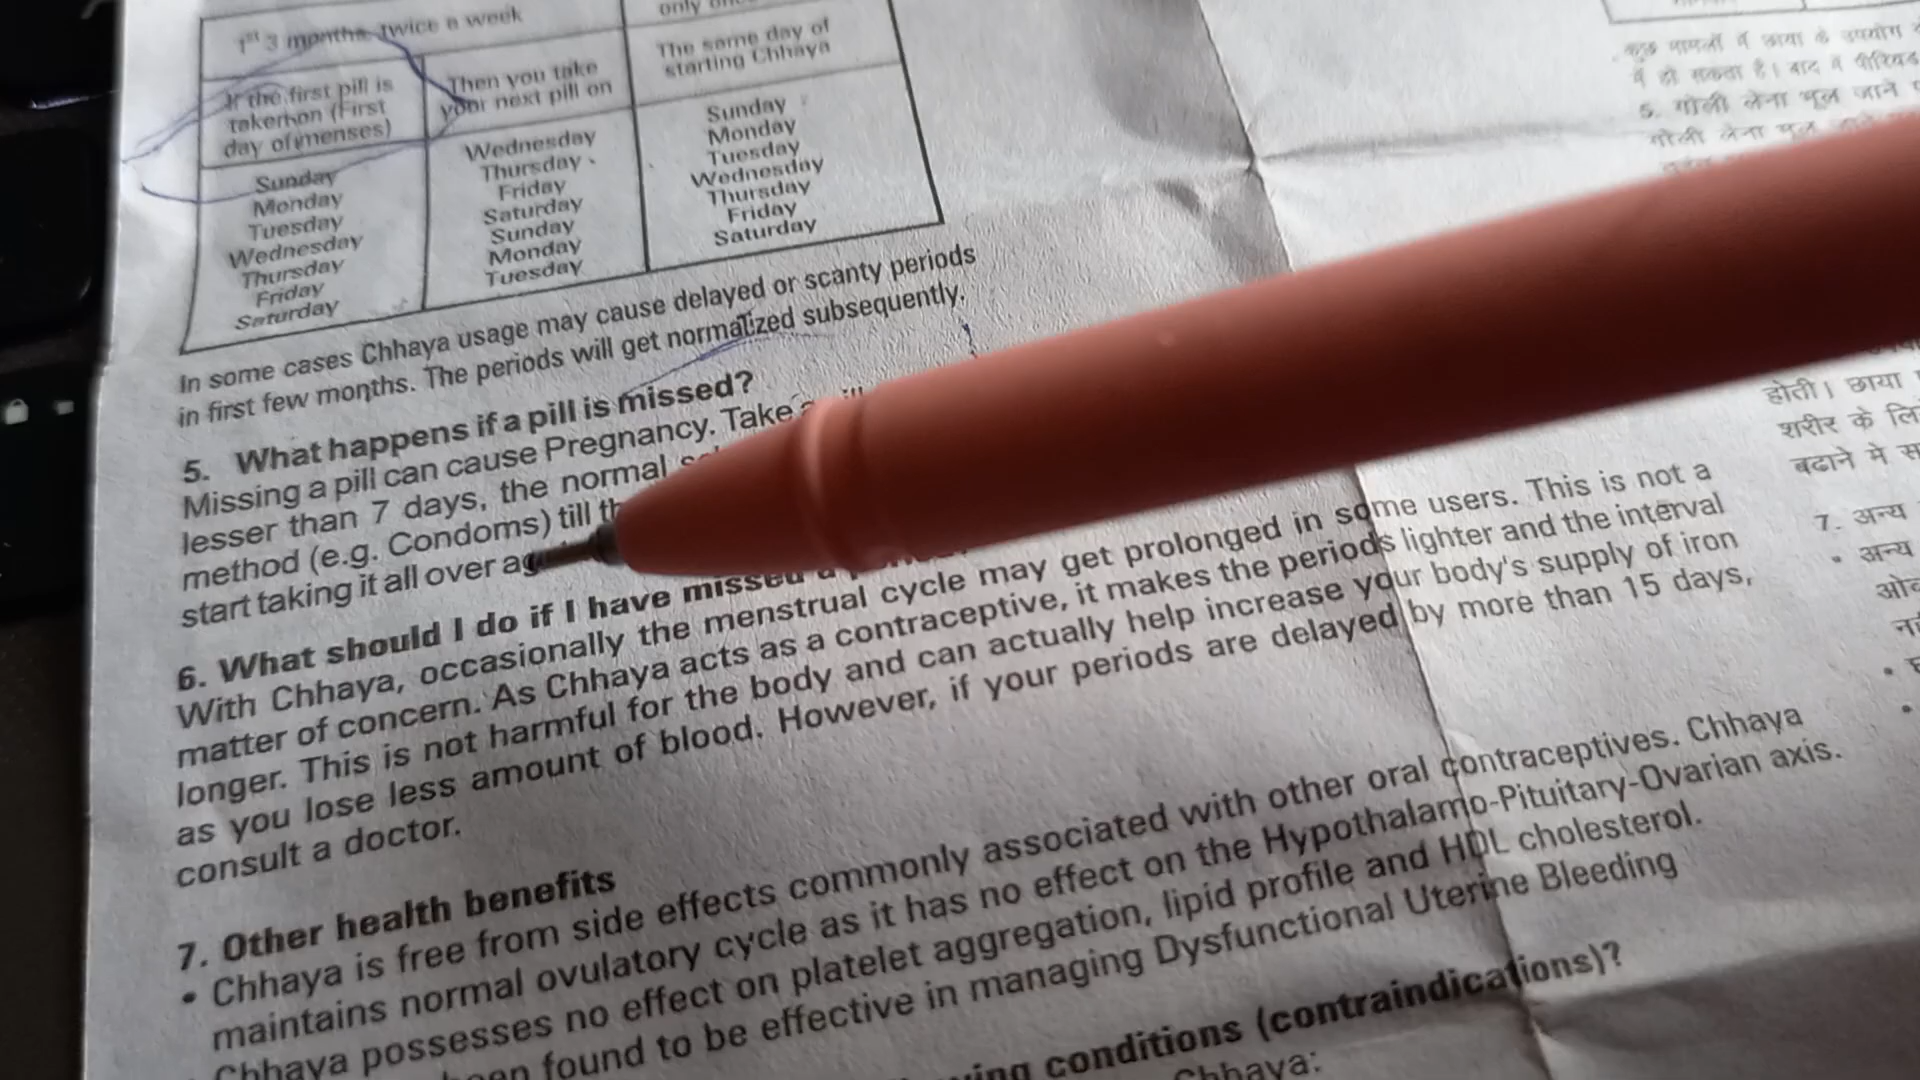 1st 3 months, twice a week
only
If the first pill is
taken on (First
day of menses)
Then you take
your next pill on
The same day of
starting Chhaya
Sunday
Monday
Tuesday
Wednesday
Thursday
Friday
Saturday
Wednesday
Thursday
Friday
Saturday
Sunday
Monday
Tuesday
Sunday
Monday
Tuesday
Wednesday
Thursday
Friday
Saturday
In some cases Chhaya usage may cause delayed or scanty periods
in first few months. The periods will get normalized subsequently.
5. What happens if a pill is missed?
Missing a pill can cause Pregnancy. Take
lesser than 7 days, the normal
method (e.g. Condoms) till
start taking it all over
6. What should I do if I have missed a
With Chhaya, occasionally the menstrual cycle may get prolonged in some users. This is not a
matter of concern. As Chhaya acts as a contraceptive, it makes the periods lighter and the interval
longer. This is not harmful for the body and can actually help increase your body's supply of iron
as you lose less amount of blood. However, if your periods are delayed by more than 15 days,
consult a doctor.
7. Other health benefits
• Chhaya is free from side effects commonly associated with other oral contraceptives. Chhaya
maintains normal ovulatory cycle as it has no effect on the Hypothalamo-Pituitary-Ovarian axis.
Chhaya possesses no effect on platelet aggregation, lipid profile and HDL cholesterol.
found to be effective in managing Dysfunctional Uterine Bleeding
conditions (contraindications)?
Chhaya:
कुछ मामलों में छाया के उपयोग
में हो सकता है। बाद में पीरियड
5. गोली लेना भूल जाने
गोली लेना भूल
होती। छाया
शरीर के लि
बढाने मे स
7. अन्य
• अन्य